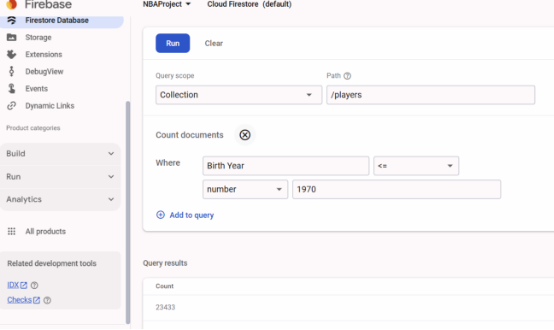 Firebase
NBAProject
Cloud Firestore (default)
Firestore Database
Storage
Extensions
DebugView
Events
Dynamic Links
Product categories
Build
Run
Analytics
All products
Related development tools
IDX
Checks
Run
Clear
Query scope
Path
Collection
/players
Count documents
Where
Birth Year
<=
number
1970
Add to query
Query results
Count
23433